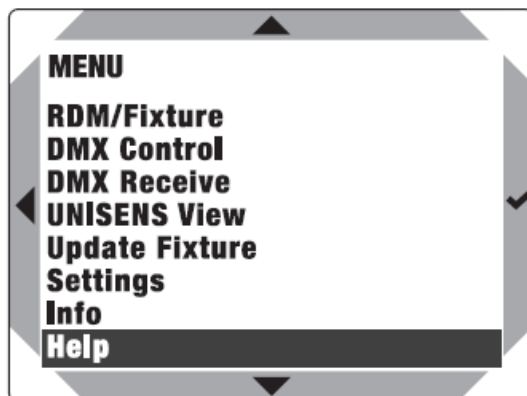 MENU
RDM/Fixture
DMX Control
DMX Receive
UNISENS View
Update Fixture
Settings
Info
Help